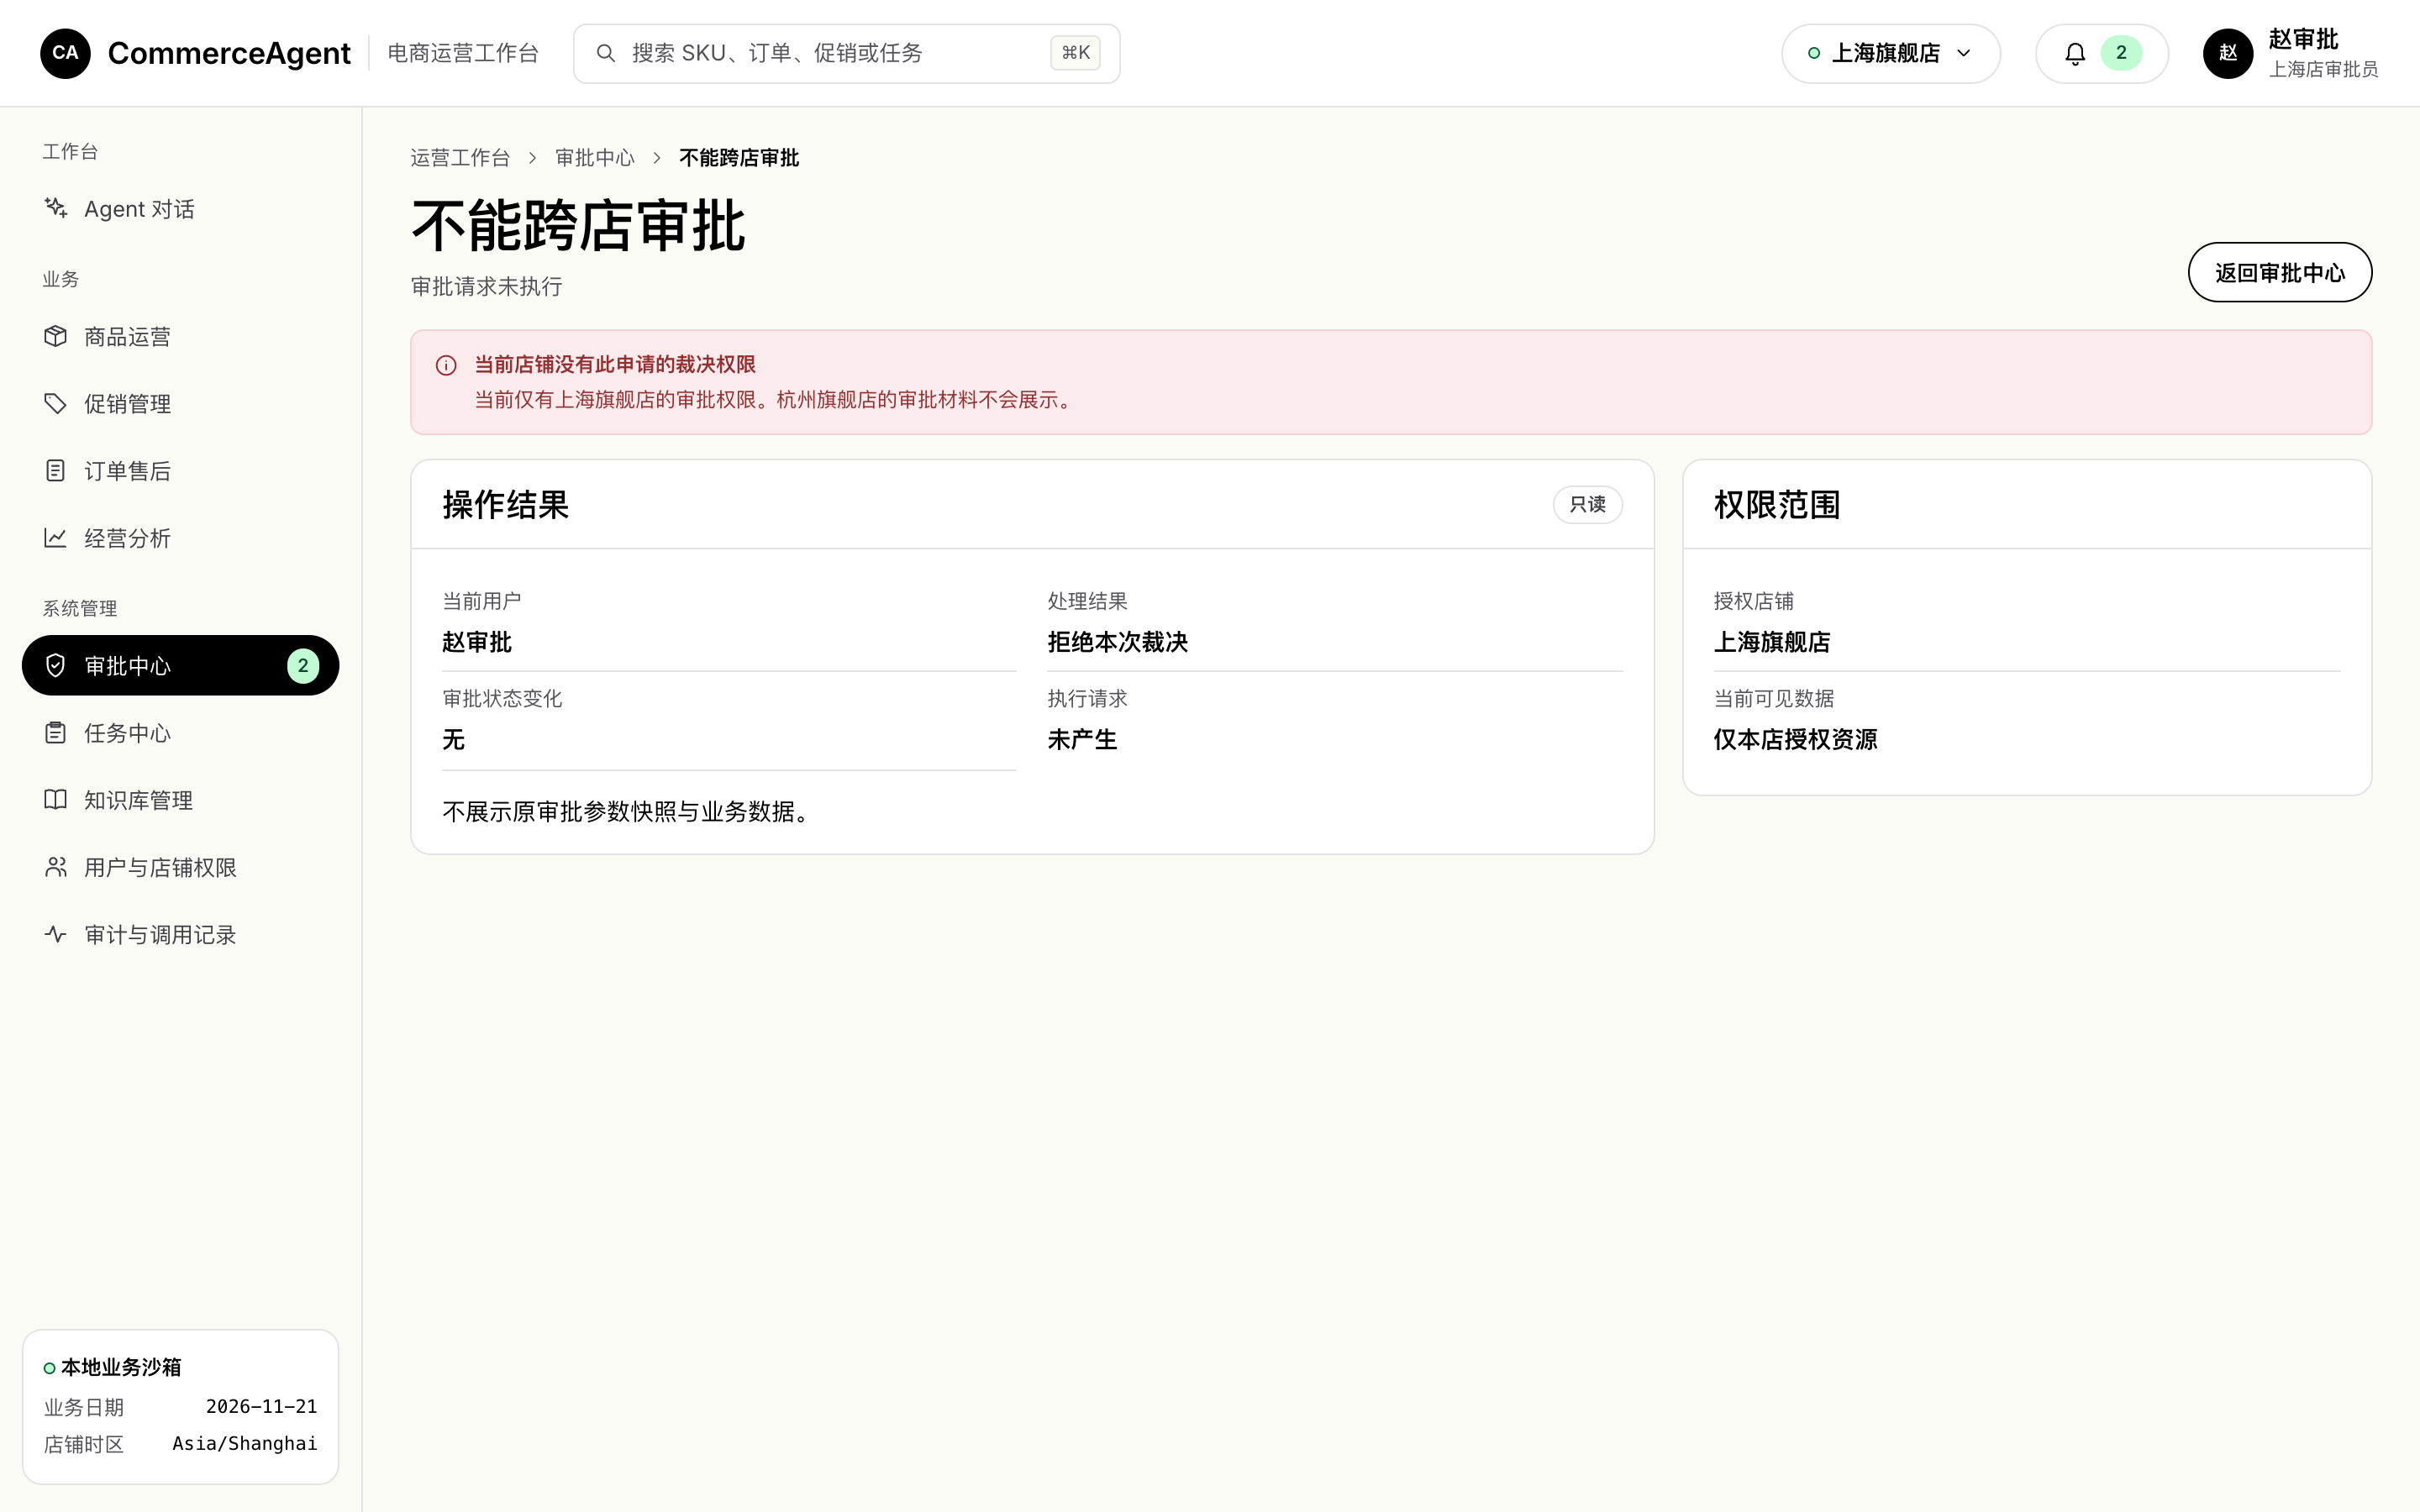 CA CommerceAgent 电商运营工作台 搜索 SKU、订单、促销或任务 ⌘K 上海旗舰店 2 赵 赵审批
上海店审批员
工作台
Agent 对话
业务
商品运营
促销管理
订单售后
经营分析
系统管理
审批中心 2
任务中心
知识库管理
用户与店铺权限
审计与调用记录
本地业务沙箱
业务日期 2026-11-21
店铺时区 Asia/Shanghai
运营工作台 > 审批中心 > 不能跨店审批
不能跨店审批
审批请求未执行
返回审批中心
当前店铺没有此申请的裁决权限
当前仅有上海旗舰店的审批权限。杭州旗舰店的审批材料不会展示。
操作结果 只读
当前用户 处理结果
赵审批 拒绝本次裁决
审批状态变化 执行请求
无 未产生
不展示原审批参数快照与业务数据。
权限范围
授权店铺
上海旗舰店
当前可见数据
仅本店授权资源